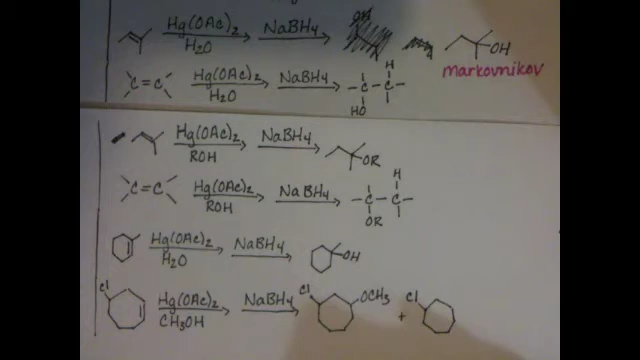 Hg(OAc)2 NaBH4 OH
H2O OH
markovnikov
C=C Hg(OAc)2 NaBH4 H
H2O -C-C-
HO
Hg(OAc)2 NaBH4
ROH OR
C=C Hg(OAc)2 NaBH4 H
ROH -C-C-
OR
Hg(OAc)2 NaBH4
H2O OH
Cl Hg(OAc)2 NaBH4 Cl OCH3 Cl
CH3OH +